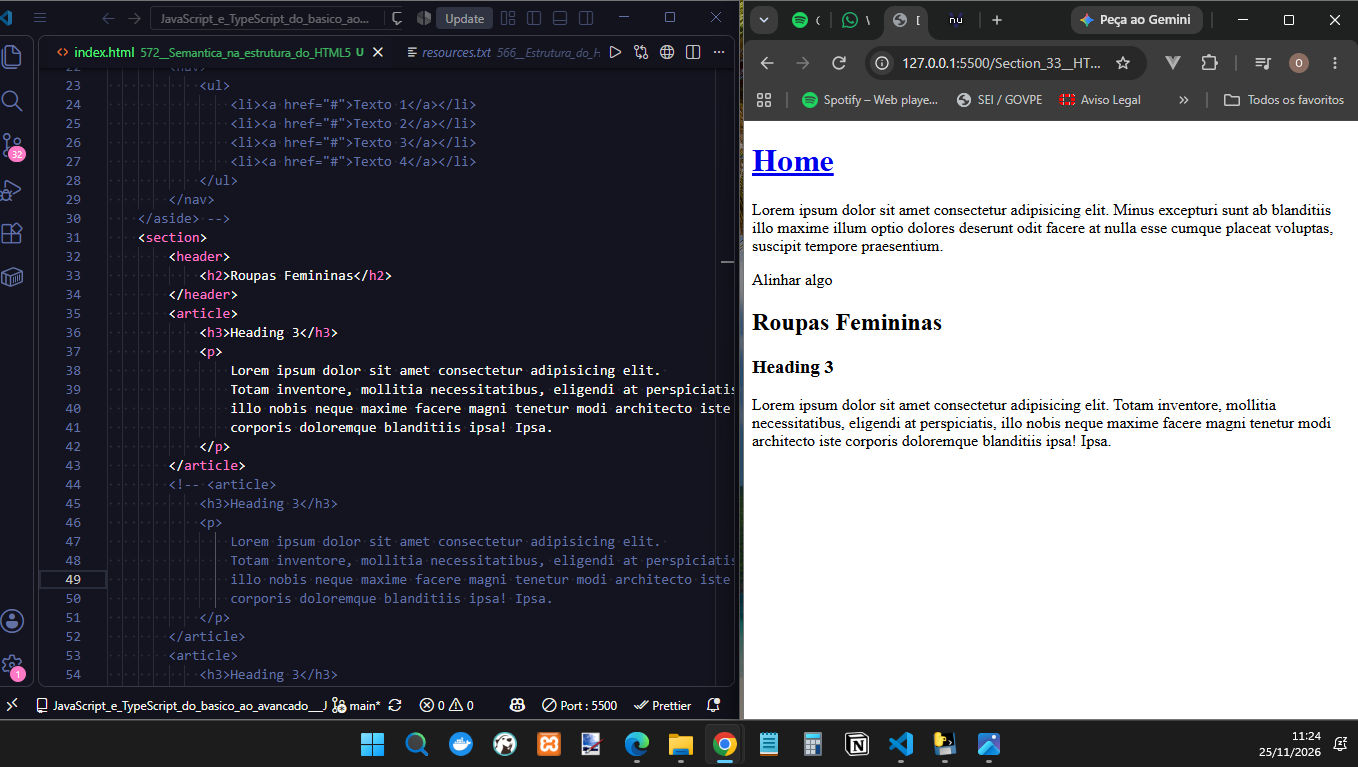 JavaScript_e_TypeScript_do_basico_ao...
Update
index.html 572__Semantica_na_estrutura_do_HTML5 U
resources.txt 566__Estrutura_do_H
22 <nav>
23 <ul>
24 <li><a href="#">Texto 1</a></li>
25 <li><a href="#">Texto 2</a></li>
26 <li><a href="#">Texto 3</a></li>
27 <li><a href="#">Texto 4</a></li>
28 </ul>
29 </nav>
30 </aside> -->
31 <section>
32 <header>
33 <h2>Roupas Femininas</h2>
34 </header>
35 <article>
36 <h3>Heading 3</h3>
37 <p>
38 Lorem ipsum dolor sit amet consectetur adipisicing elit.
39 Totam inventore, mollitia necessitatibus, eligendi at perspiciatis
40 illo nobis neque maxime facere magni tenetur modi architecto iste
41 corporis doloremque blanditiis ipsa! Ipsa.
42 </p>
43 </article>
44 <!-- <article>
45 <h3>Heading 3</h3>
46 <p>
47 Lorem ipsum dolor sit amet consectetur adipisicing elit.
48 Totam inventore, mollitia necessitatibus, eligendi at perspiciatis
49 illo nobis neque maxime facere magni tenetur modi architecto iste
50 corporis doloremque blanditiis ipsa! Ipsa.
51 </p>
52 </article>
53 <article>
54 <h3>Heading 3</h3>
32
1
JavaScript_e_TypeScript_do_basico_ao_avancado__J main* 0 0 Port : 5500 Prettier
nu
Peça ao Gemini
127.0.0.1:5500/Section_33__HT...
O
Spotify – Web playe... SEI / GOVPE Aviso Legal » Todos os favoritos
Home
Lorem ipsum dolor sit amet consectetur adipisicing elit. Minus excepturi sunt ab blanditiis
illo maxime illum optio dolores deserunt odit facere at nulla esse cumque placeat voluptas,
suscipit tempore praesentium.
Alinhar algo
Roupas Femininas
Heading 3
Lorem ipsum dolor sit amet consectetur adipisicing elit. Totam inventore, mollitia
necessitatibus, eligendi at perspiciatis, illo nobis neque maxime facere magni tenetur modi
architecto iste corporis doloremque blanditiis ipsa! Ipsa.
11:24
25/11/2026